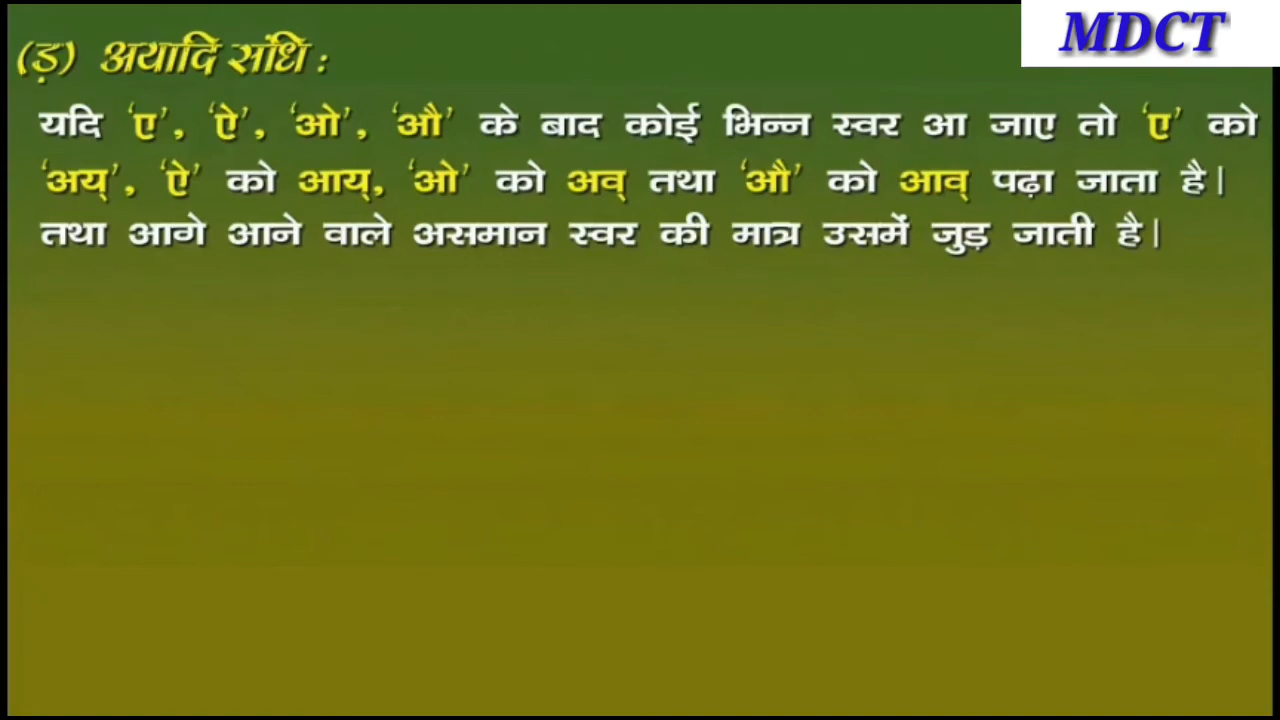 MDCT
(ड़) अयादि संधि :
यदि ‘ए’, ‘ऐ’, ‘ओ’, ‘औ’ के बाद कोई भिन्न स्वर आ जाए तो ‘ए’ को
‘अय्’, ‘ऐ’ को आय्, ‘ओ’ को अव् तथा ‘औ’ को आव् पढ़ा जाता है|
तथा आगे आने वाले असमान स्वर की मात्र उसमें जुड़ जाती है|